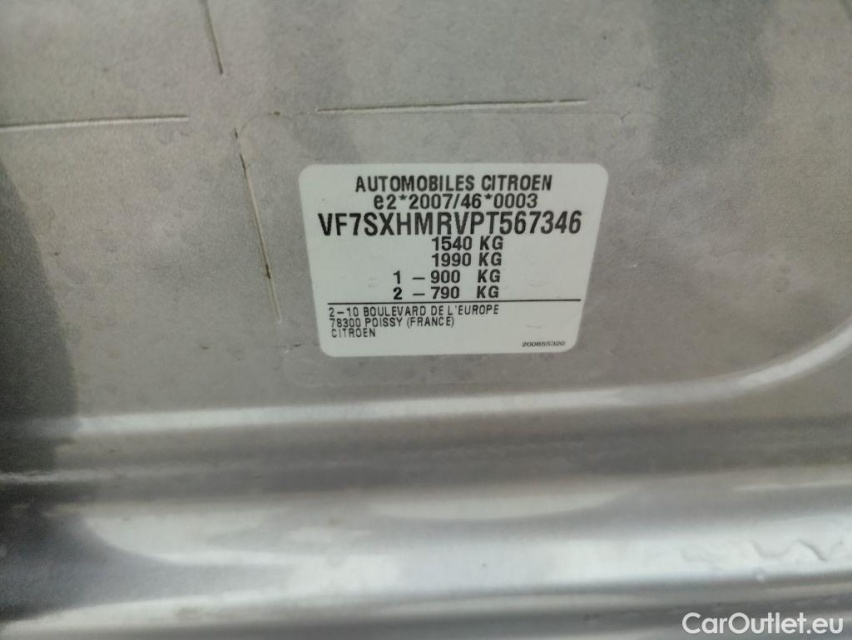 AUTOMOBILES CITROEN
e2*2007/46*0003
VF7SXHMRVPT567346
1540 KG
1990 KG
1 – 900 KG
2 – 790 KG
2–10 BOULEVARD DE L'EUROPE
78300 POISSY (FRANCE)
CITROEN
200655320
CarOutlet.eu